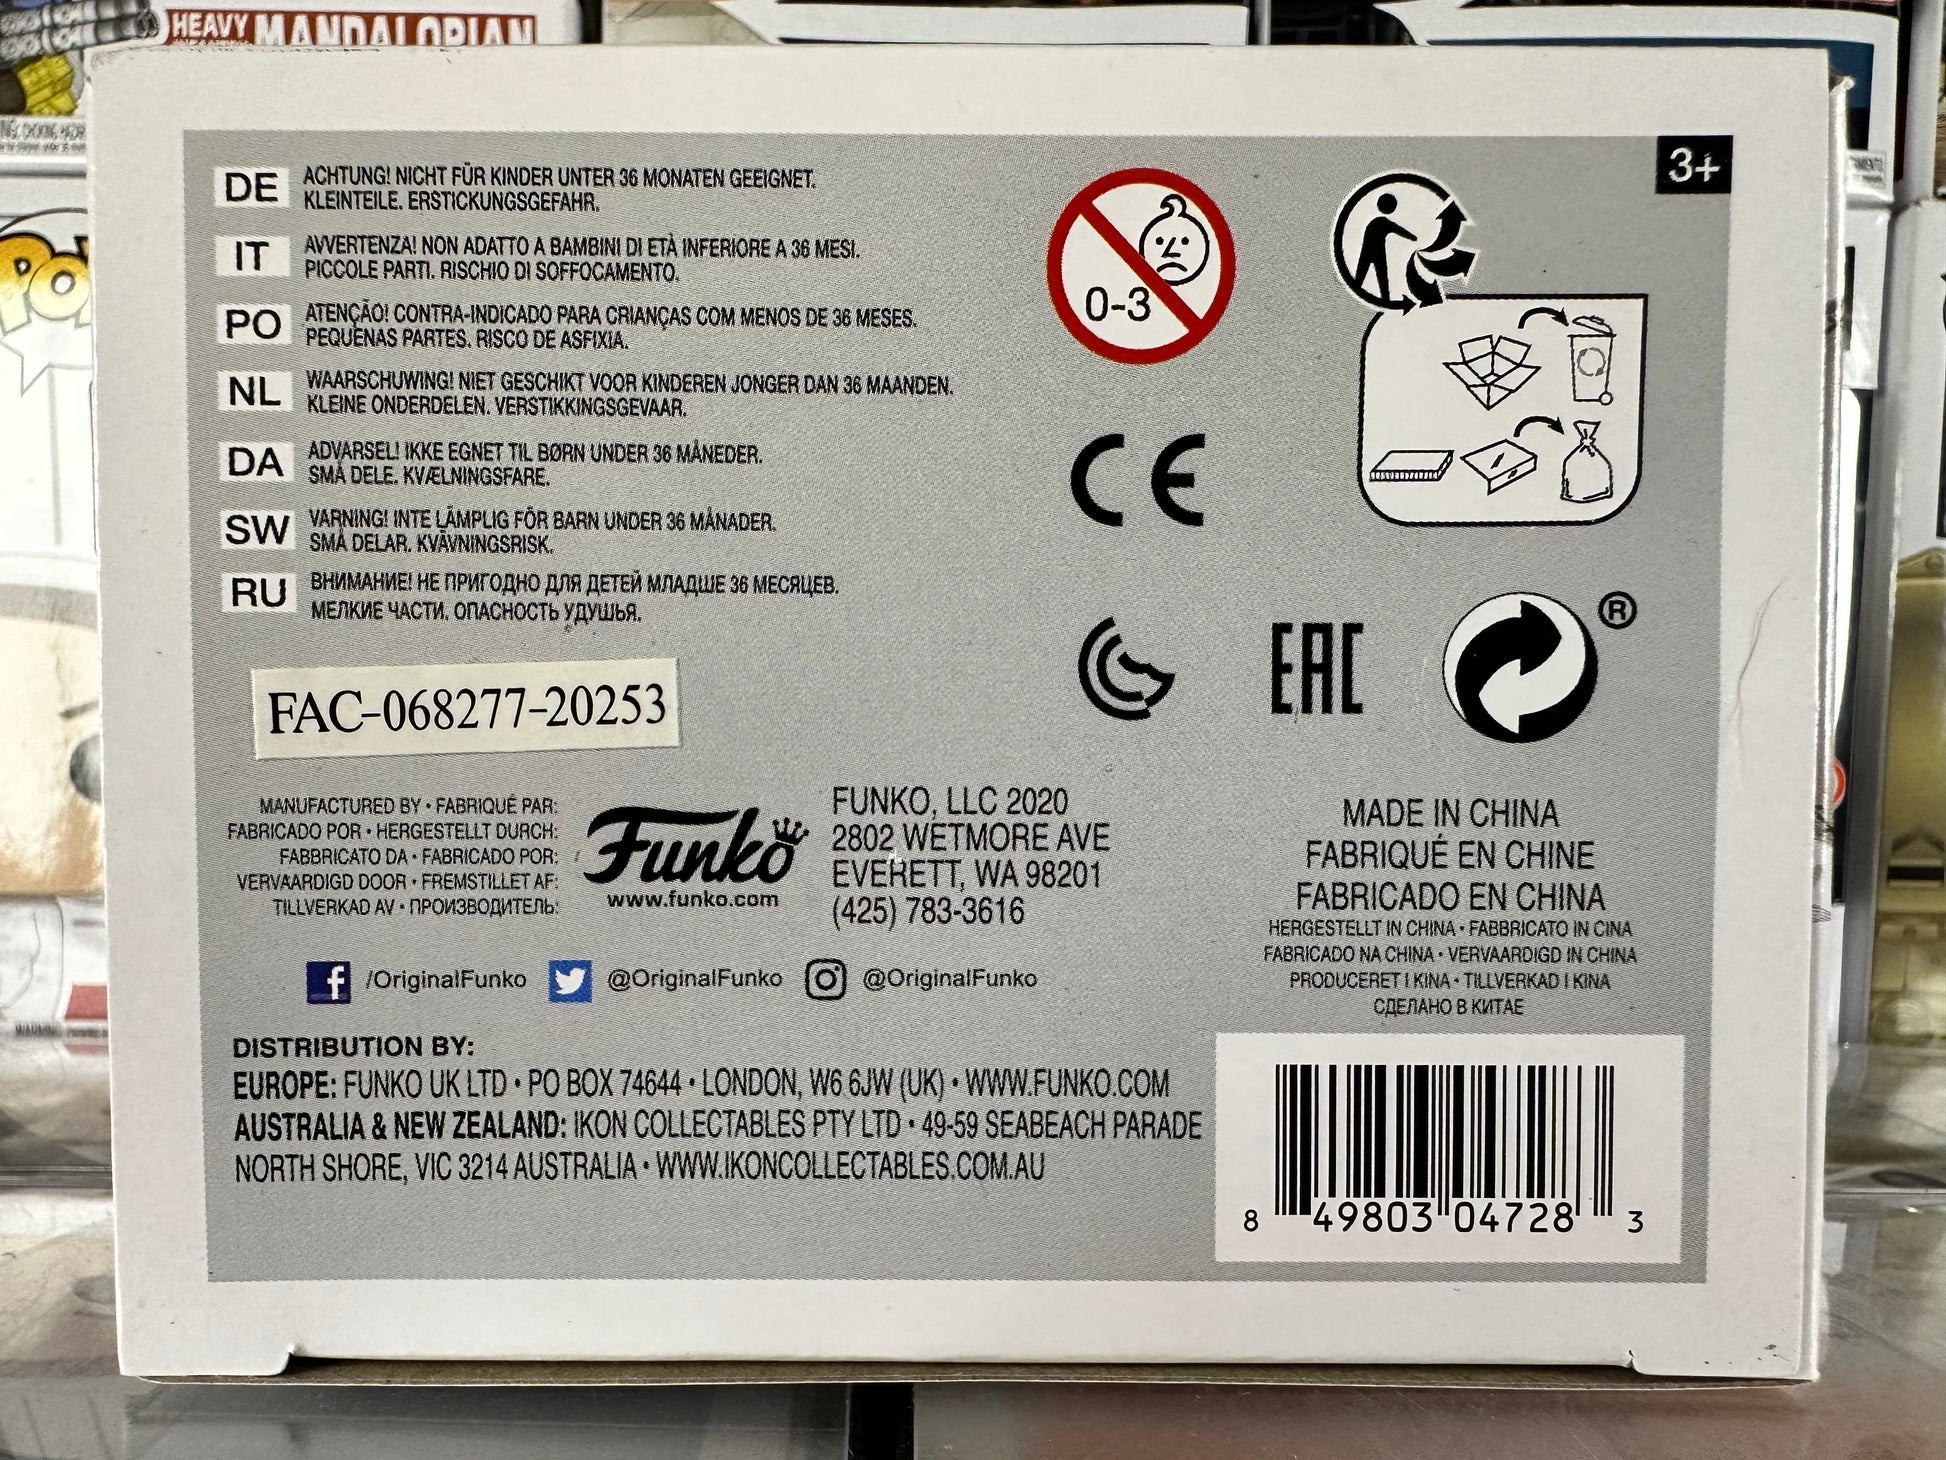 HEAVY MANDALORIAN
3+
DE ACHTUNG! NICHT FÜR KINDER UNTER 36 MONATEN GEEIGNET.
KLEINTEILE. ERSTICKUNGSGEFAHR.
IT AVVERTENZA! NON ADATTO A BAMBINI DI ETÀ INFERIORE A 36 MESI.
PICCOLE PARTI. RISCHIO DI SOFFOCAMENTO.
PO ATENÇÃO! CONTRA-INDICADO PARA CRIANÇAS COM MENOS DE 36 MESES.
PEQUENAS PARTES. RISCO DE ASFIXIA.
NL WAARSCHUWING! NIET GESCHIKT VOOR KINDEREN JONGER DAN 36 MAANDEN.
KLEINE ONDERDELEN. VERSTIKKINGSGEVAAR.
DA ADVARSEL! IKKE EGNET TIL BØRN UNDER 36 MÅNEDER.
SMÅ DELE. KVÆLNINGSFARE.
SW VARNING! INTE LÄMPLIG FÖR BARN UNDER 36 MÅNADER.
SMÅ DELAR. KVÄVNINGSRISK.
RU ВНИМАНИЕ! НЕ ПРИГОДНО ДЛЯ ДЕТЕЙ МЛАДШЕ 36 МЕСЯЦЕВ.
МЕЛКИЕ ЧАСТИ. ОПАСНОСТЬ УДУШЬЯ.
0-3
CE
EAC
®
FAC-068277-20253
MANUFACTURED BY • FABRIQUÉ PAR:
FABRICADO POR • HERGESTELLT DURCH:
FABBRICATO DA • FABRICADO POR:
VERVAARDIGD DOOR • FREMSTILLET AF:
TILLVERKAD AV • ПРОИЗВОДИТЕЛЬ:
Funko
www.funko.com
FUNKO, LLC 2020
2802 WETMORE AVE
EVERETT, WA 98201
(425) 783-3616
MADE IN CHINA
FABRIQUÉ EN CHINE
FABRICADO EN CHINA
HERGESTELLT IN CHINA • FABBRICATO IN CINA
FABRICADO NA CHINA • VERVAARDIGD IN CHINA
PRODUCERET I KINA • TILLVERKAD I KINA
СДЕЛАНО В КИТАЕ
/OriginalFunko @OriginalFunko @OriginalFunko
DISTRIBUTION BY:
EUROPE: FUNKO UK LTD • PO BOX 74644 • LONDON, W6 6JW (UK) • WWW.FUNKO.COM
AUSTRALIA & NEW ZEALAND: IKON COLLECTABLES PTY LTD • 49-59 SEABEACH PARADE
NORTH SHORE, VIC 3214 AUSTRALIA • WWW.IKONCOLLECTABLES.COM.AU
8 49803 04728 3